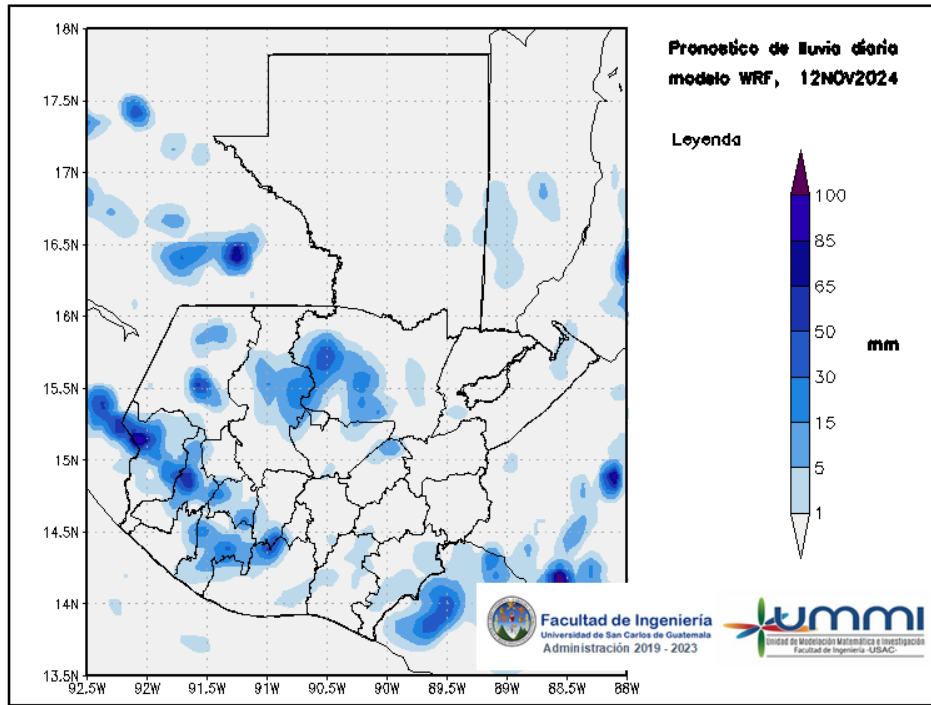 Pronostico de lluvia diaria
modelo WRF, 12NOV2024
Leyenda
100
85
65
50
30
15
5
1
mm
18N
17.5N
17N
16.5N
16N
15.5N
15N
14.5N
14N
13.5N
92.5W
92W
91.5W
91W
90.5W
90W
89.5W
89W
88.5W
88W
Facultad de Ingeniería
Universidad de San Carlos de Guatemala
Administración 2019 - 2023
UMMI
Unidad de Modelación Matemática e Investigación
Facultad de Ingeniería -USAC-